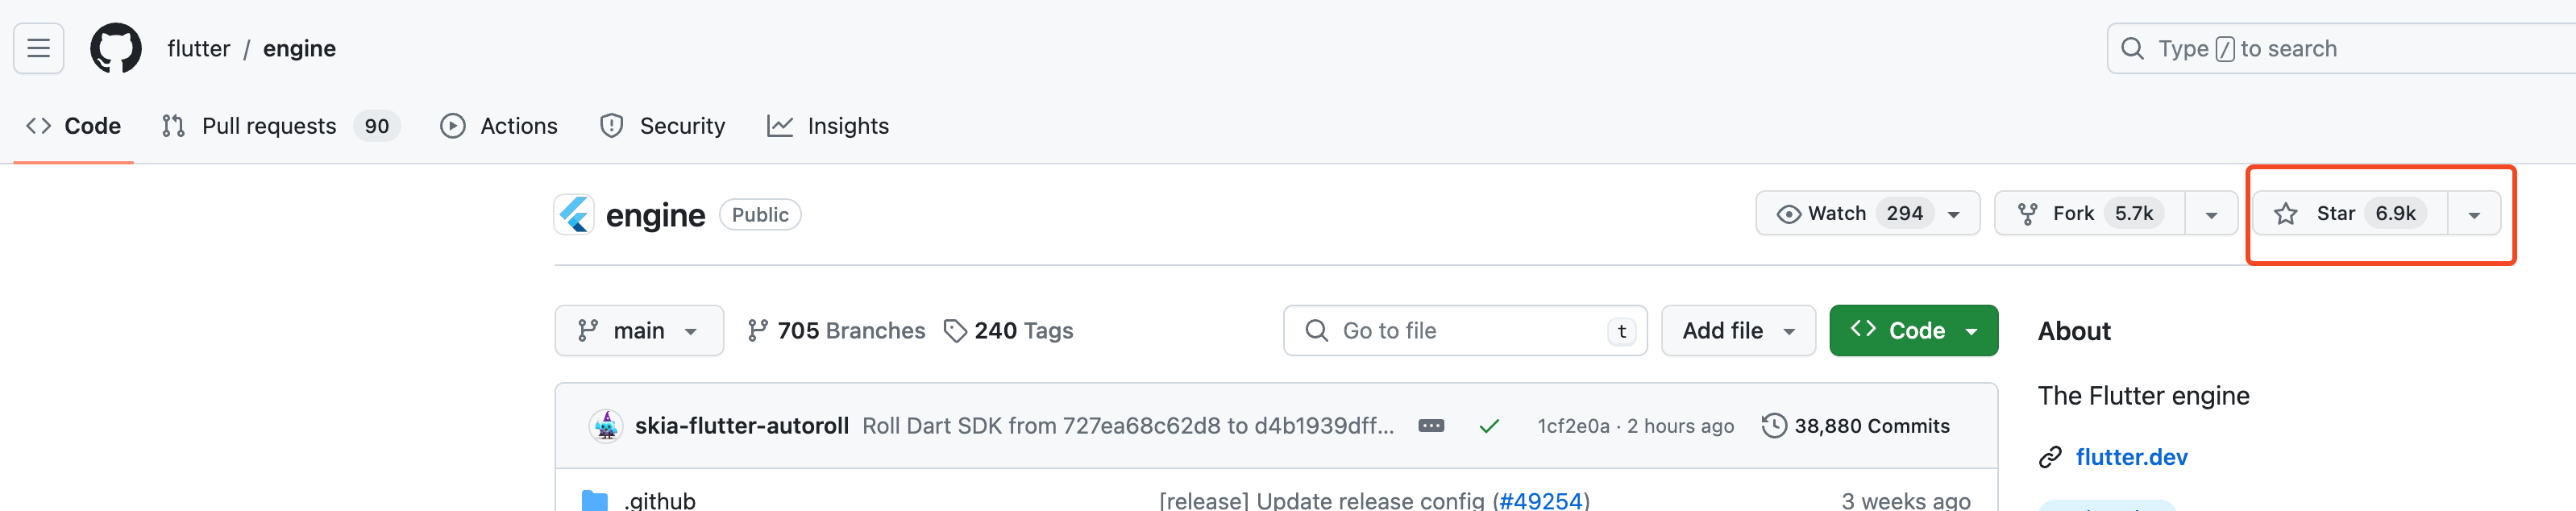 flutter / engine
Type / to search
Code
Pull requests 90
Actions
Security
Insights
engine Public
Watch 294
Fork 5.7k
Star 6.9k
main
705 Branches
240 Tags
Go to file t
Add file
Code
About
The Flutter engine
flutter.dev
skia-flutter-autoroll Roll Dart SDK from 727ea68c62d8 to d4b1939dff... 1cf2e0a · 2 hours ago 38,880 Commits
.github [release] Update release config (#49254) 3 weeks ago